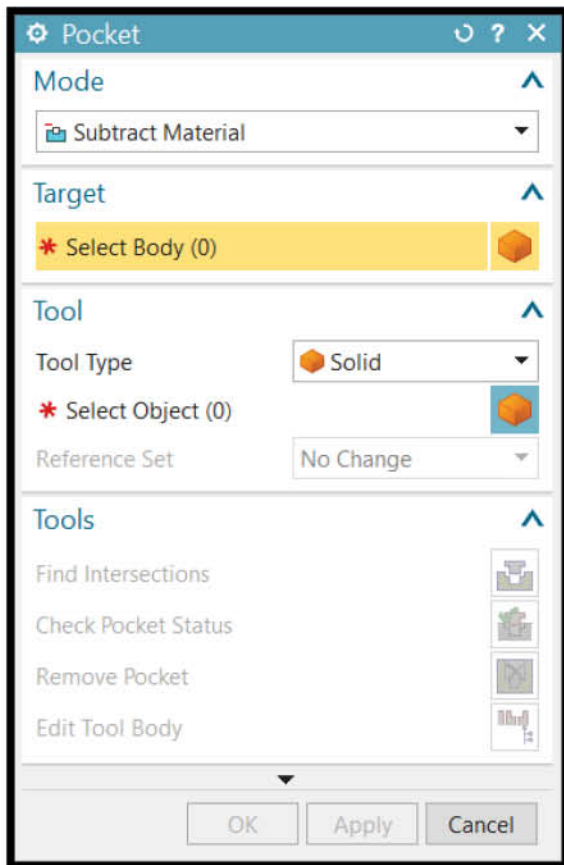 Pocket ?
Mode
Subtract Material
Target
* Select Body (0)
Tool
Tool Type Solid
* Select Object (0)
Reference Set No Change
Tools
Find Intersections
Check Pocket Status
Remove Pocket
Edit Tool Body
OK Apply Cancel